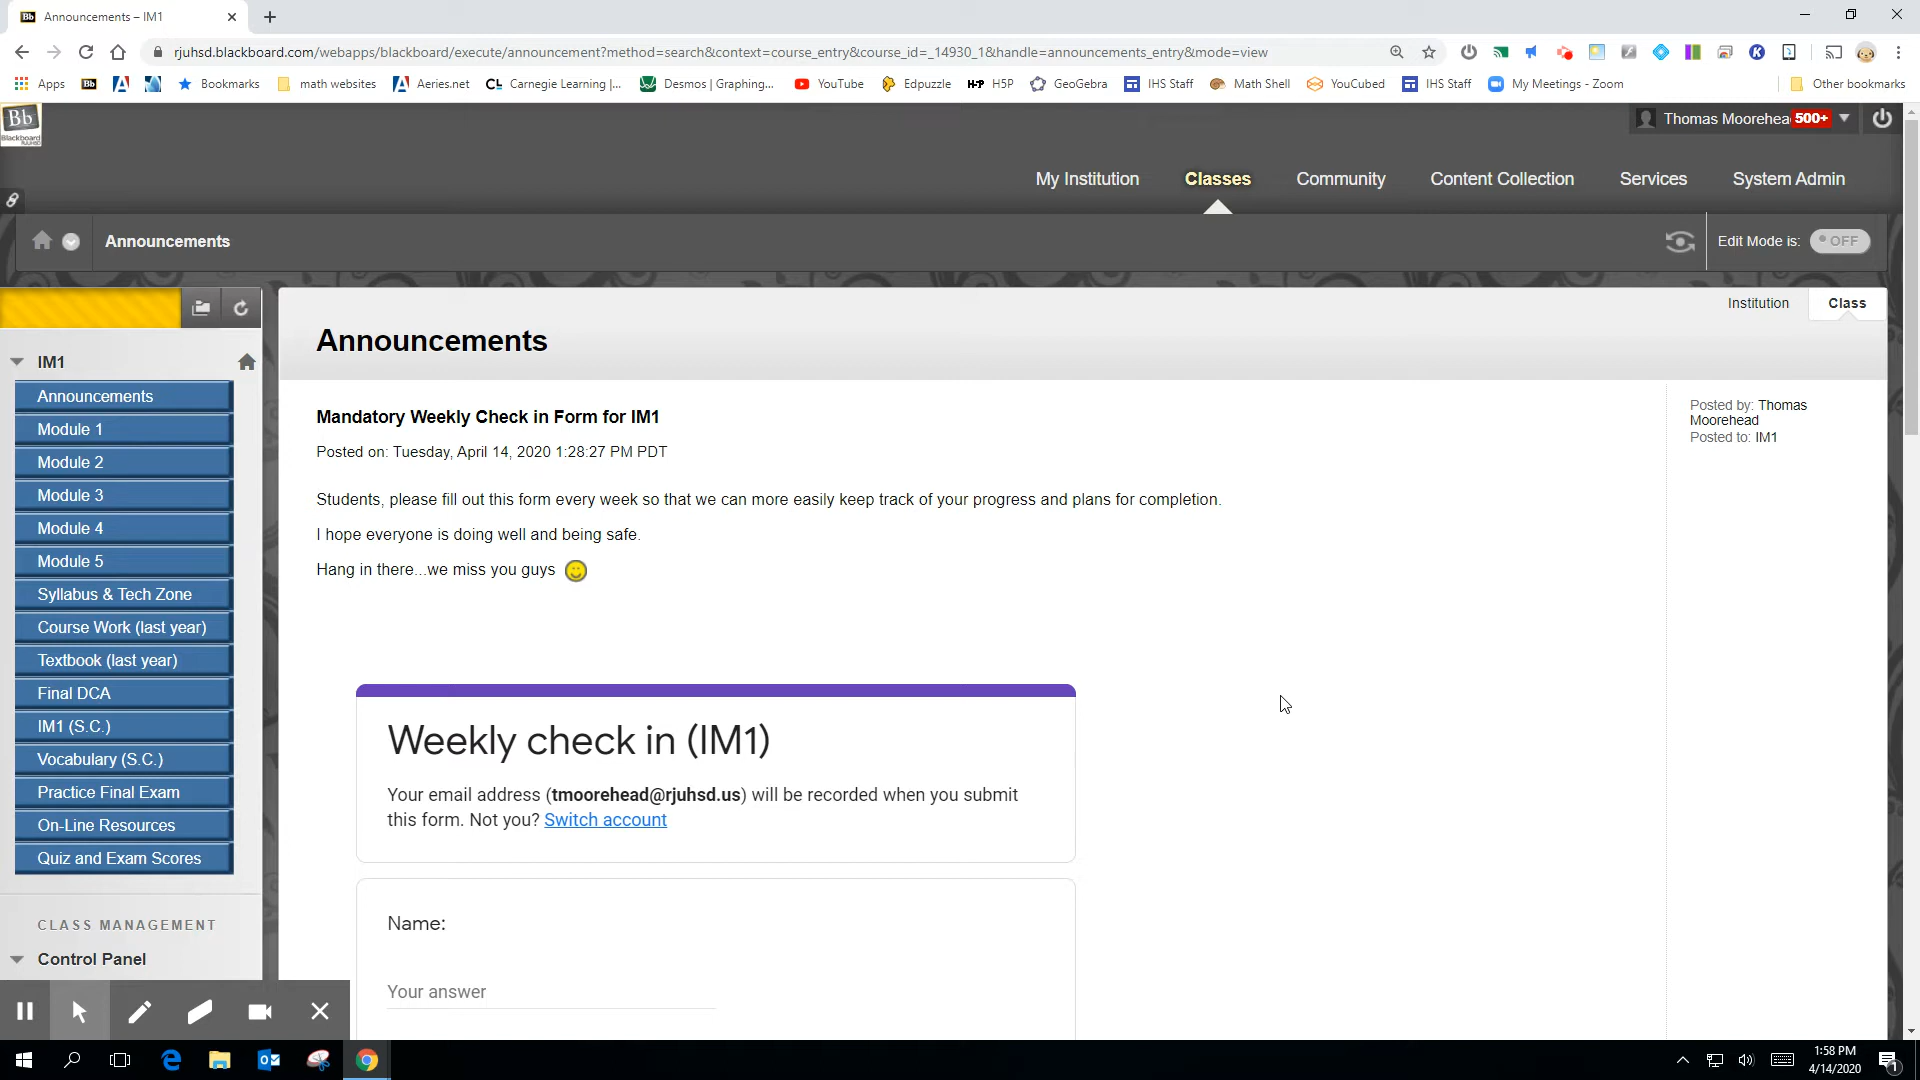 Announcements – IM1
rjuhsd.blackboard.com/webapps/blackboard/execute/announcement?method=search&context=course_entry&course_id=_14930_1&handle=announcements_entry&mode=view
Apps
Bookmarks
math websites
Aeries.net
Carnegie Learning |...
Desmos | Graphing...
YouTube
Edpuzzle
H5P
GeoGebra
IHS Staff
Math Shell
YouCubed
IHS Staff
My Meetings - Zoom
Other bookmarks
Bb
Blackboard
Thomas Moorehea 500+
My Institution
Classes
Community
Content Collection
Services
System Admin
Announcements
Edit Mode is: OFF
Institution
Class
Announcements
IM1
Announcements
Module 1
Module 2
Module 3
Module 4
Module 5
Syllabus & Tech Zone
Course Work (last year)
Textbook (last year)
Final DCA
IM1 (S.C.)
Vocabulary (S.C.)
Practice Final Exam
On-Line Resources
Quiz and Exam Scores
CLASS MANAGEMENT
Control Panel
Mandatory Weekly Check in Form for IM1
Posted on: Tuesday, April 14, 2020 1:28:27 PM PDT
Students, please fill out this form every week so that we can more easily keep track of your progress and plans for completion.
I hope everyone is doing well and being safe.
Hang in there...we miss you guys
Posted by: Thomas
Moorehead
Posted to: IM1
Weekly check in (IM1)
Your email address (tmoorehead@rjuhsd.us) will be recorded when you submit
this form. Not you? Switch account
Name:
Your answer
1:58 PM
4/14/2020
1